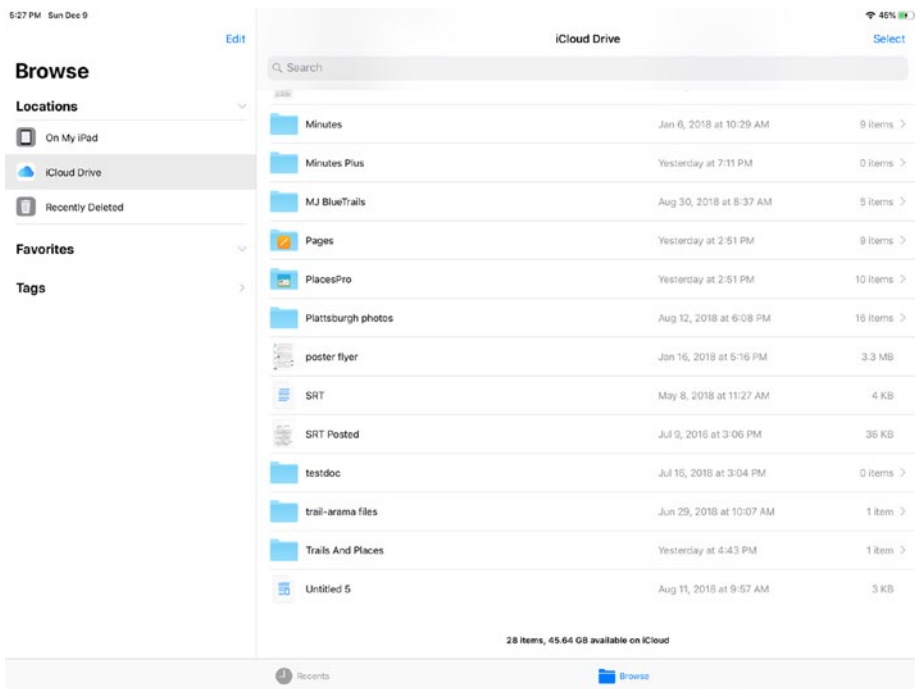 5:27 PM Sun Dec 9
45%
Edit
iCloud Drive
Select
Browse
Search
Locations
On My iPad
iCloud Drive
Recently Deleted
Favorites
Tags
Minutes Jan 6, 2018 at 10:29 AM 9 items
Minutes Plus Yesterday at 7:11 PM 0 items
MJ BlueTrails Aug 30, 2018 at 8:37 AM 5 items
Pages Yesterday at 2:51 PM 9 items
PlacesPro Yesterday at 2:51 PM 10 items
Plattsburgh photos Aug 12, 2018 at 6:08 PM 16 items
poster flyer Jan 16, 2018 at 5:16 PM 3.3 MB
SRT May 8, 2018 at 11:27 AM 4 KB
SRT Posted Jul 9, 2018 at 3:06 PM 36 KB
testdoc Jul 16, 2018 at 3:04 PM 0 items
trail-arama files Jun 29, 2018 at 10:07 AM 1 item
Trails And Places Yesterday at 4:43 PM 1 item
Untitled 5 Aug 11, 2018 at 9:57 AM 3 KB
28 items, 45.64 GB available on iCloud
Recents
Browse